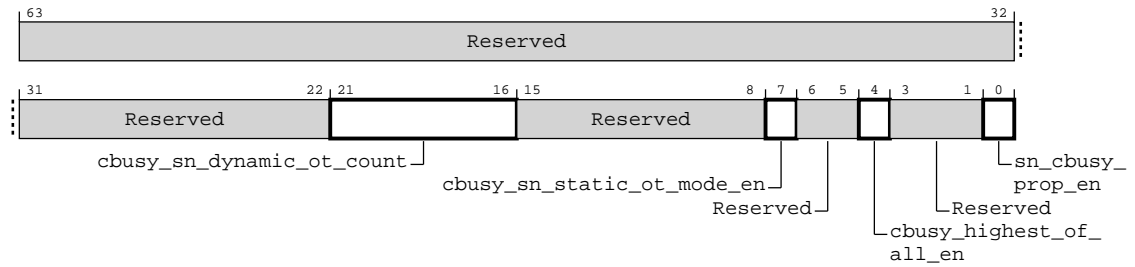 63 32
Reserved
31 22 21 16 15 8 7 6 5 4 3 1 0
Reserved Reserved
cbusy_sn_dynamic_ot_count sn_cbusy_
cbusy_sn_static_ot_mode_en prop_en
Reserved Reserved
cbusy_highest_of_
all_en